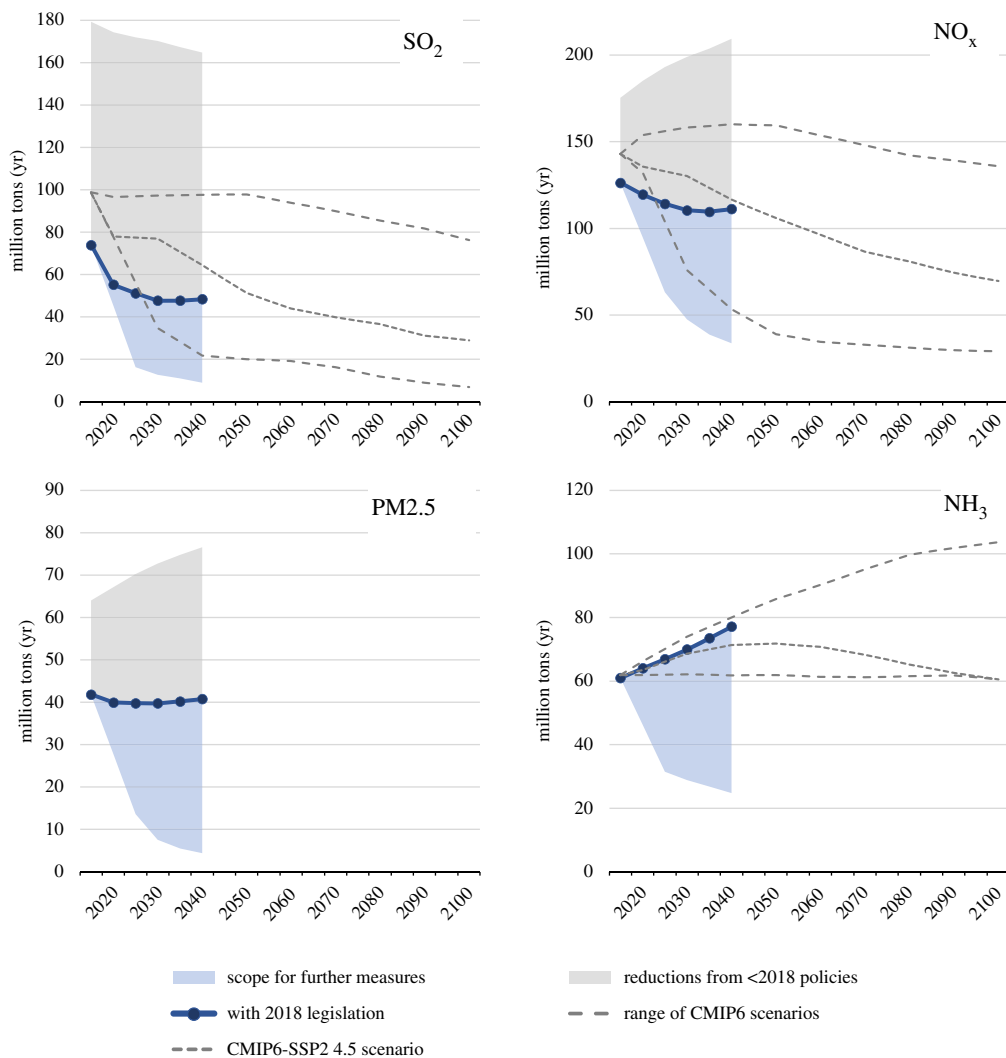 SO2
million tons (yr)
180
160
140
120
100
80
60
40
20
0
2020 2030 2040 2050 2060 2070 2080 2090 2100
NOx
million tons (yr)
200
150
100
50
0
2020 2030 2040 2050 2060 2070 2080 2090 2100
PM2.5
million tons (yr)
90
80
70
60
50
40
30
20
10
0
2020 2030 2040 2050 2060 2070 2080 2090 2100
NH3
million tons (yr)
120
100
80
60
40
20
0
2020 2030 2040 2050 2060 2070 2080 2090 2100
scope for further measures
reductions from <2018 policies
with 2018 legislation
range of CMIP6 scenarios
CMIP6-SSP2 4.5 scenario